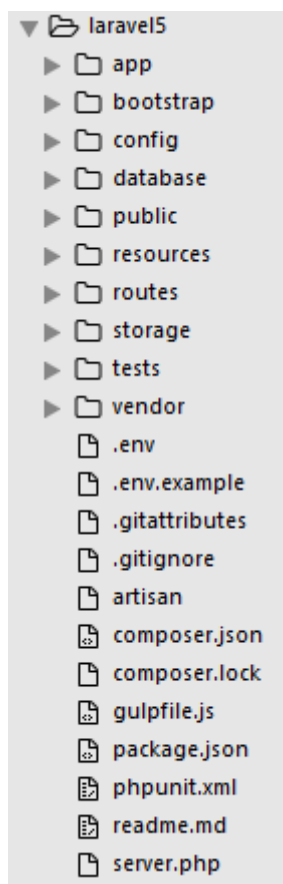 laravel5
app
bootstrap
config
database
public
resources
routes
storage
tests
vendor
.env
.env.example
.gitattributes
.gitignore
artisan
composer.json
composer.lock
gulpfile.js
package.json
phpunit.xml
readme.md
server.php